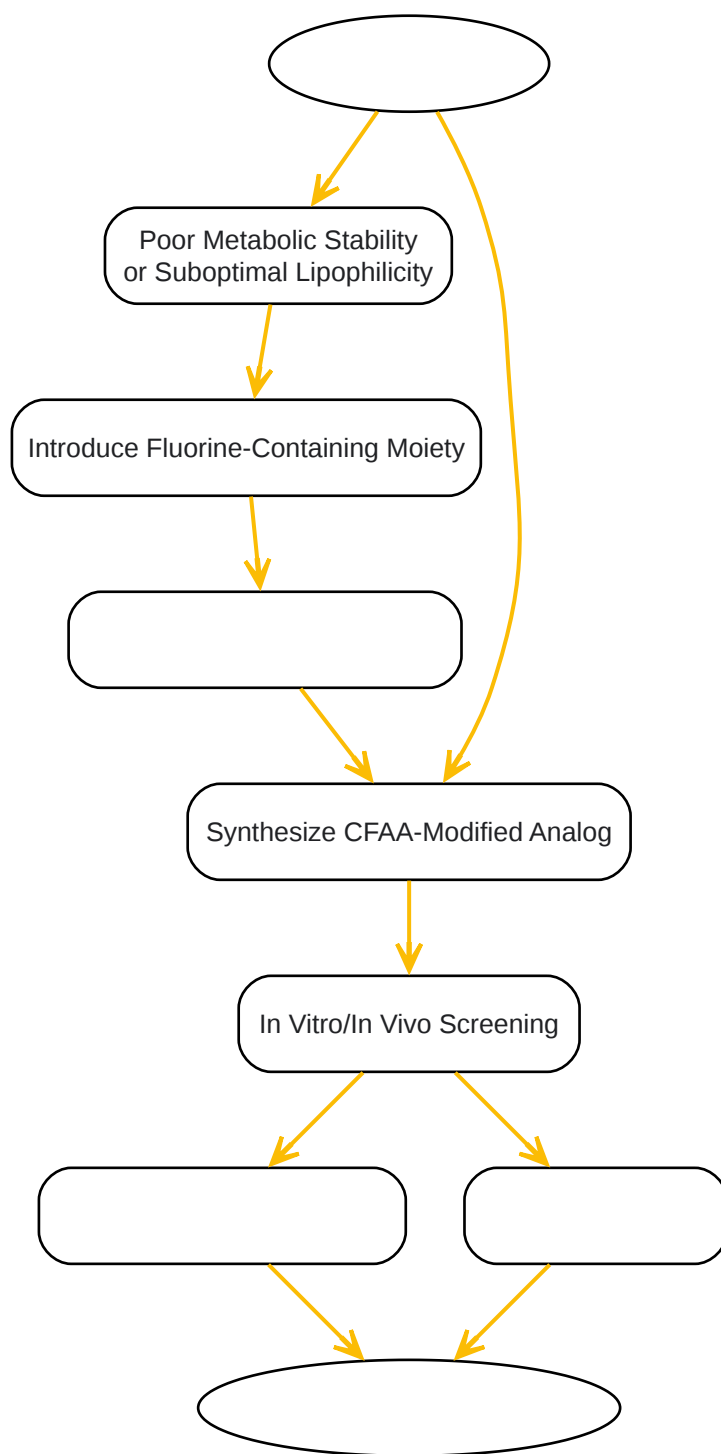 Poor Metabolic Stability
or Suboptimal Lipophilicity
Introduce Fluorine-Containing Moiety
Synthesize CFAA-Modified Analog
In Vitro/In Vivo Screening